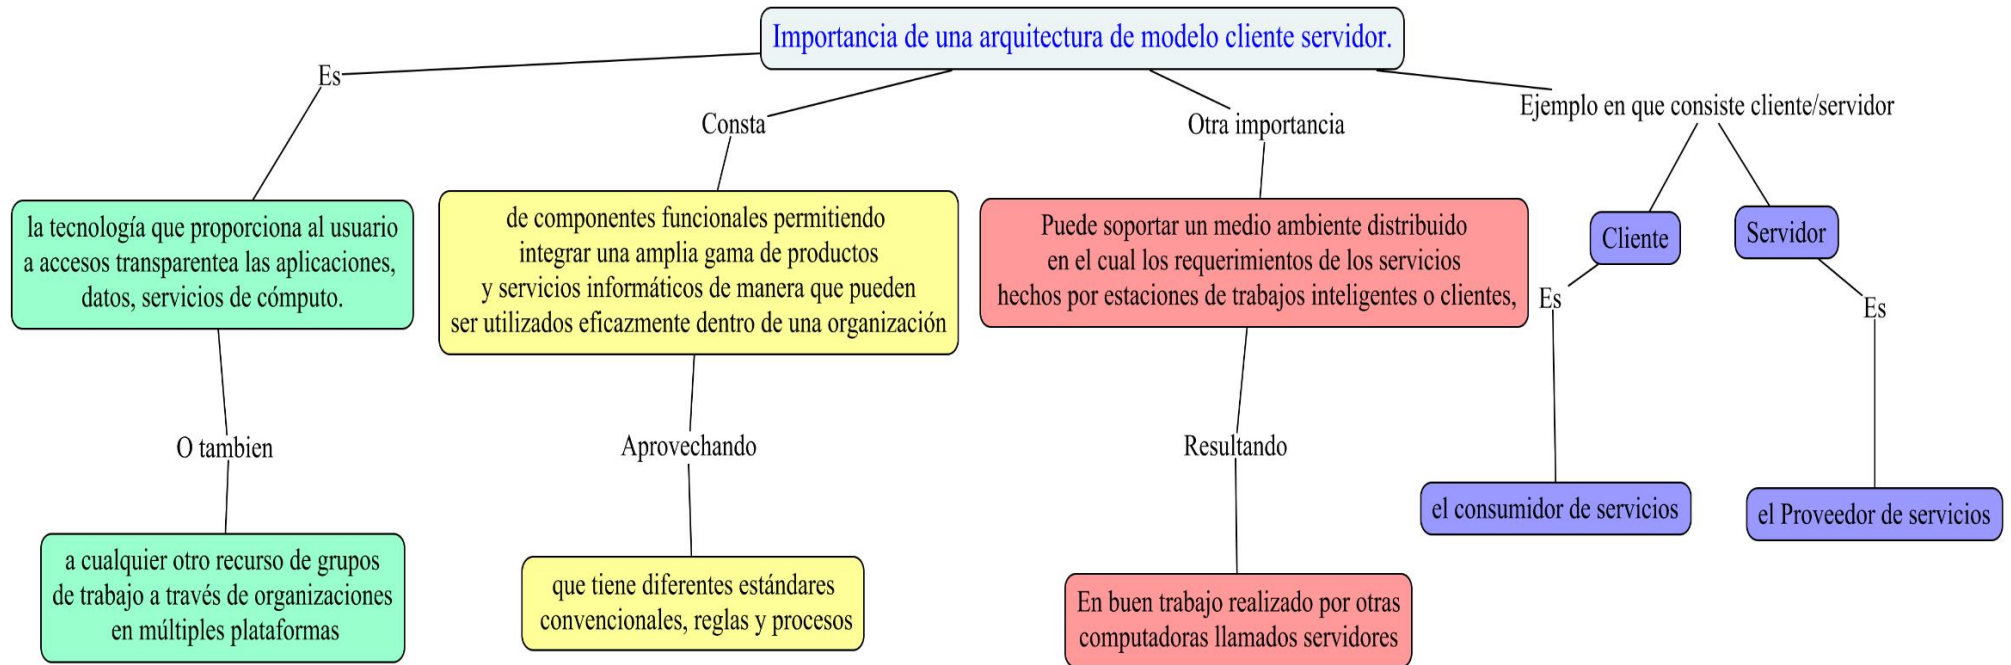 Importancia de una arquitectura de modelo cliente servidor.
Es
la tecnología que proporciona al usuario
a accesos transparentea las aplicaciones,
datos, servicios de cómputo.
O tambien
a cualquier otro recurso de grupos
de trabajo a través de organizaciones
en múltiples plataformas
Consta
de componentes funcionales permitiendo
integrar una amplia gama de productos
y servicios informáticos de manera que pueden
ser utilizados eficazmente dentro de una organización
Aprovechando
que tiene diferentes estándares
convencionales, reglas y procesos
Otra importancia
Puede soportar un medio ambiente distribuido
en el cual los requerimientos de los servicios
hechos por estaciones de trabajos inteligentes o clientes,
Resultando
En buen trabajo realizado por otras
computadoras llamados servidores
Ejemplo en que consiste cliente/servidor
Cliente
Es
el consumidor de servicios
Servidor
Es
el Proveedor de servicios